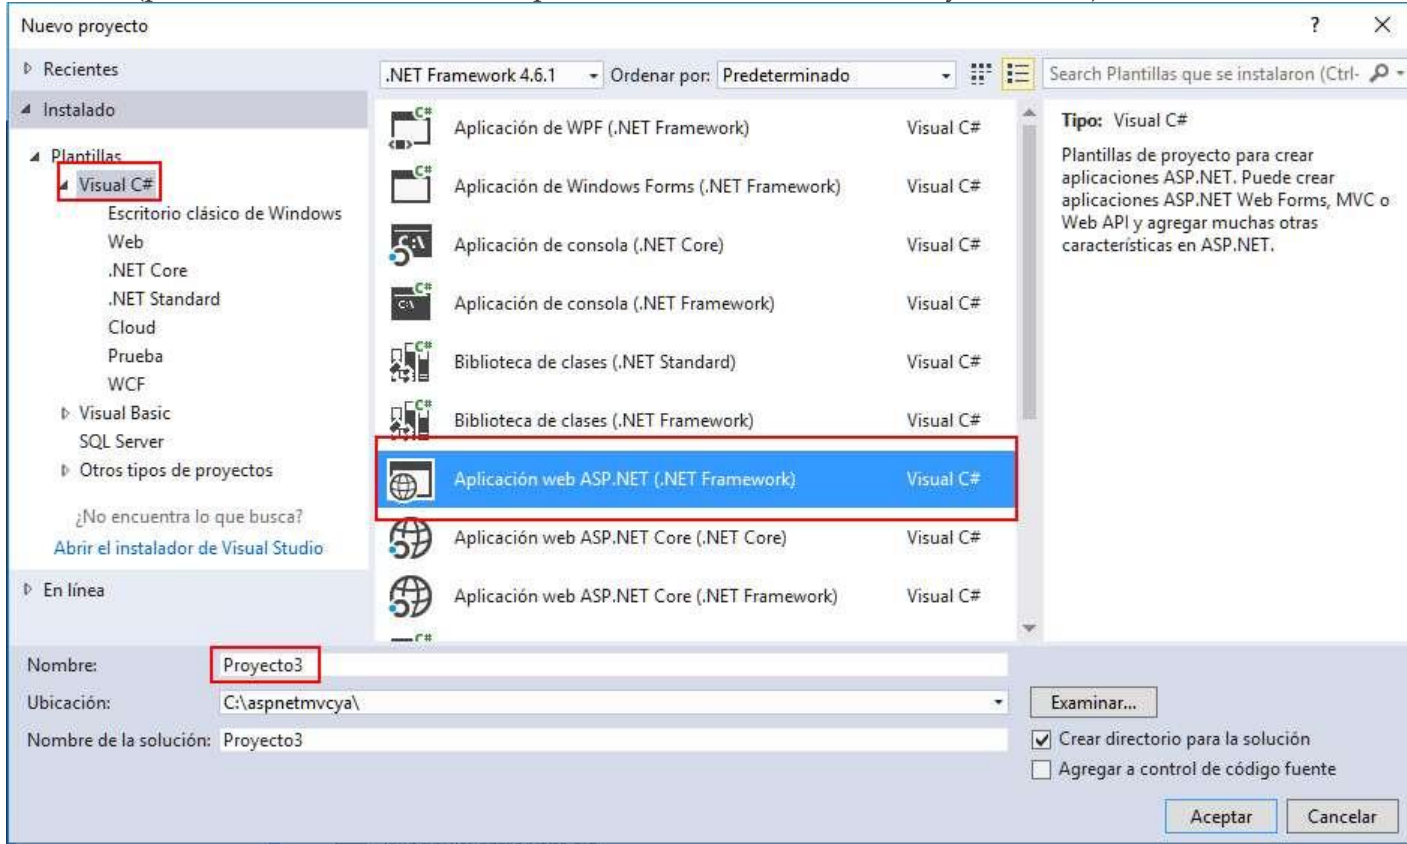 Nuevo proyecto
?
Recientes
Instalado
Plantillas
Visual C#
Escritorio clásico de Windows
Web
.NET Core
.NET Standard
Cloud
Prueba
WCF
Visual Basic
SQL Server
Otros tipos de proyectos
¿No encuentra lo que busca?
Abrir el instalador de Visual Studio
En línea
.NET Framework 4.6.1 Ordenar por: Predeterminado
Search Plantillas que se instalaron (Ctrl-
Aplicación de WPF (.NET Framework) Visual C#
Aplicación de Windows Forms (.NET Framework) Visual C#
Aplicación de consola (.NET Core) Visual C#
Aplicación de consola (.NET Framework) Visual C#
Biblioteca de clases (.NET Standard) Visual C#
Biblioteca de clases (.NET Framework) Visual C#
Aplicación web ASP.NET (.NET Framework) Visual C#
Aplicación web ASP.NET Core (.NET Core) Visual C#
Aplicación web ASP.NET Core (.NET Framework) Visual C#
Tipo: Visual C#
Plantillas de proyecto para crear
aplicaciones ASP.NET. Puede crear
aplicaciones ASP.NET Web Forms, MVC o
Web API y agregar muchas otras
características en ASP.NET.
Nombre: Proyecto3
Ubicación: C:\aspnetmvcya\
Examinar...
Nombre de la solución: Proyecto3
Crear directorio para la solución
Agregar a control de código fuente
Aceptar Cancelar